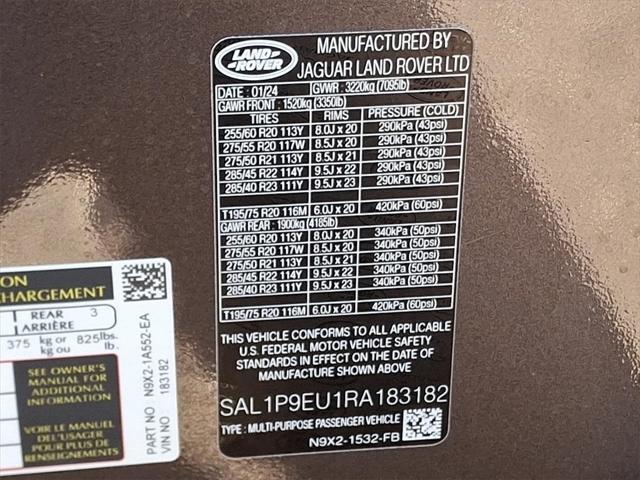 LAND
ROVER
MANUFACTURED BY
JAGUAR LAND ROVER LTD
DATE : 01/24 GVWR : 3220kg (7095lb)
GAWR FRONT : 1520kg (3350lb)
TIRES RIMS PRESSURE (COLD)
255/60 R20 113Y 8.0J x 20 290kPa (43psi)
275/55 R20 117W 8.5J x 20 290kPa (43psi)
275/50 R21 113Y 8.5J x 21 290kPa (43psi)
285/45 R22 114Y 9.5J x 22 290kPa (43psi)
285/40 R23 111Y 9.5J x 23 290kPa (43psi)
T195/75 R20 116M 6.0J x 20 420kPa (60psi)
GAWR REAR : 1900kg (4185lb)
255/60 R20 113Y 8.0J x 20 340kPa (50psi)
275/55 R20 117W 8.5J x 20 340kPa (50psi)
275/50 R21 113Y 8.5J x 21 340kPa (50psi)
285/45 R22 114Y 9.5J x 22 340kPa (50psi)
285/40 R23 111Y 9.5J x 23 340kPa (50psi)
T195/75 R20 116M 6.0J x 20 420kPa (60psi)
THIS VEHICLE CONFORMS TO ALL APPLICABLE
U.S. FEDERAL MOTOR VEHICLE SAFETY
STANDARDS IN EFFECT ON THE DATE OF
MANUFACTURE SHOWN ABOVE
SAL1P9EU1RA183182
TYPE : MULTI-PURPOSE PASSENGER VEHICLE
N9X2-1532-FB
ION
CHARGEMENT
REAR 3
ARRIÈRE
375 kg or 825lbs.
kg ou lb.
SEE OWNER'S
MANUAL FOR
ADDITIONAL
INFORMATION
VOIR LE MANUEL
DE L'USAGER
POUR PLUS DE
RENSEIGNEMENTS
PART NO N9X2-1A552-EA
VIN NO 183182